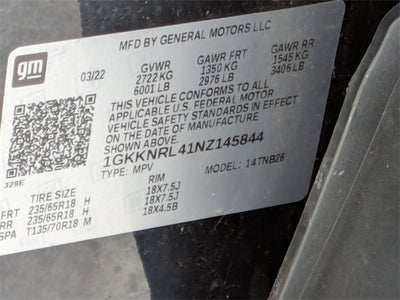 MFD BY GENERAL MOTORS LLC
gm
03/22
GVWR GAWR FRT GAWR RR
2722 KG 1350 KG 1545 KG
6001 LB 2976 LB 3406 LB
THIS VEHICLE CONFORMS TO ALL
APPLICABLE U.S. FEDERAL MOTOR
VEHICLE SAFETY STANDARDS IN EFFECT
ON THE DATE OF MANUFACTURE SHOWN ABOVE.
1GKKNRL41NZ145844
328E
TYPE: MPV MODEL: 14TNB26
TIRE SIZE RIM
FRT 235/65R18 H 18X7.5J
RR 235/65R18 H 18X7.5J
SPA T135/70R18 M 18X4.5B